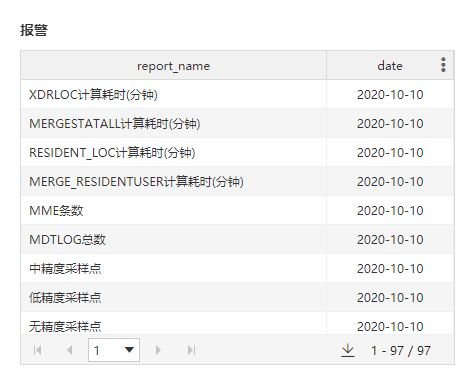 报警
report_name date
XDRLOC计算耗时(分钟) 2020-10-10
MERGESTATALL计算耗时(分钟) 2020-10-10
RESIDENT_LOC计算耗时(分钟) 2020-10-10
MERGE_RESIDENTUSER计算耗时(分钟) 2020-10-10
MME条数 2020-10-10
MDTLOG总数 2020-10-10
中精度采样点 2020-10-10
低精度采样点 2020-10-10
无精度采样点 2020-10-10
1 1 - 97 / 97